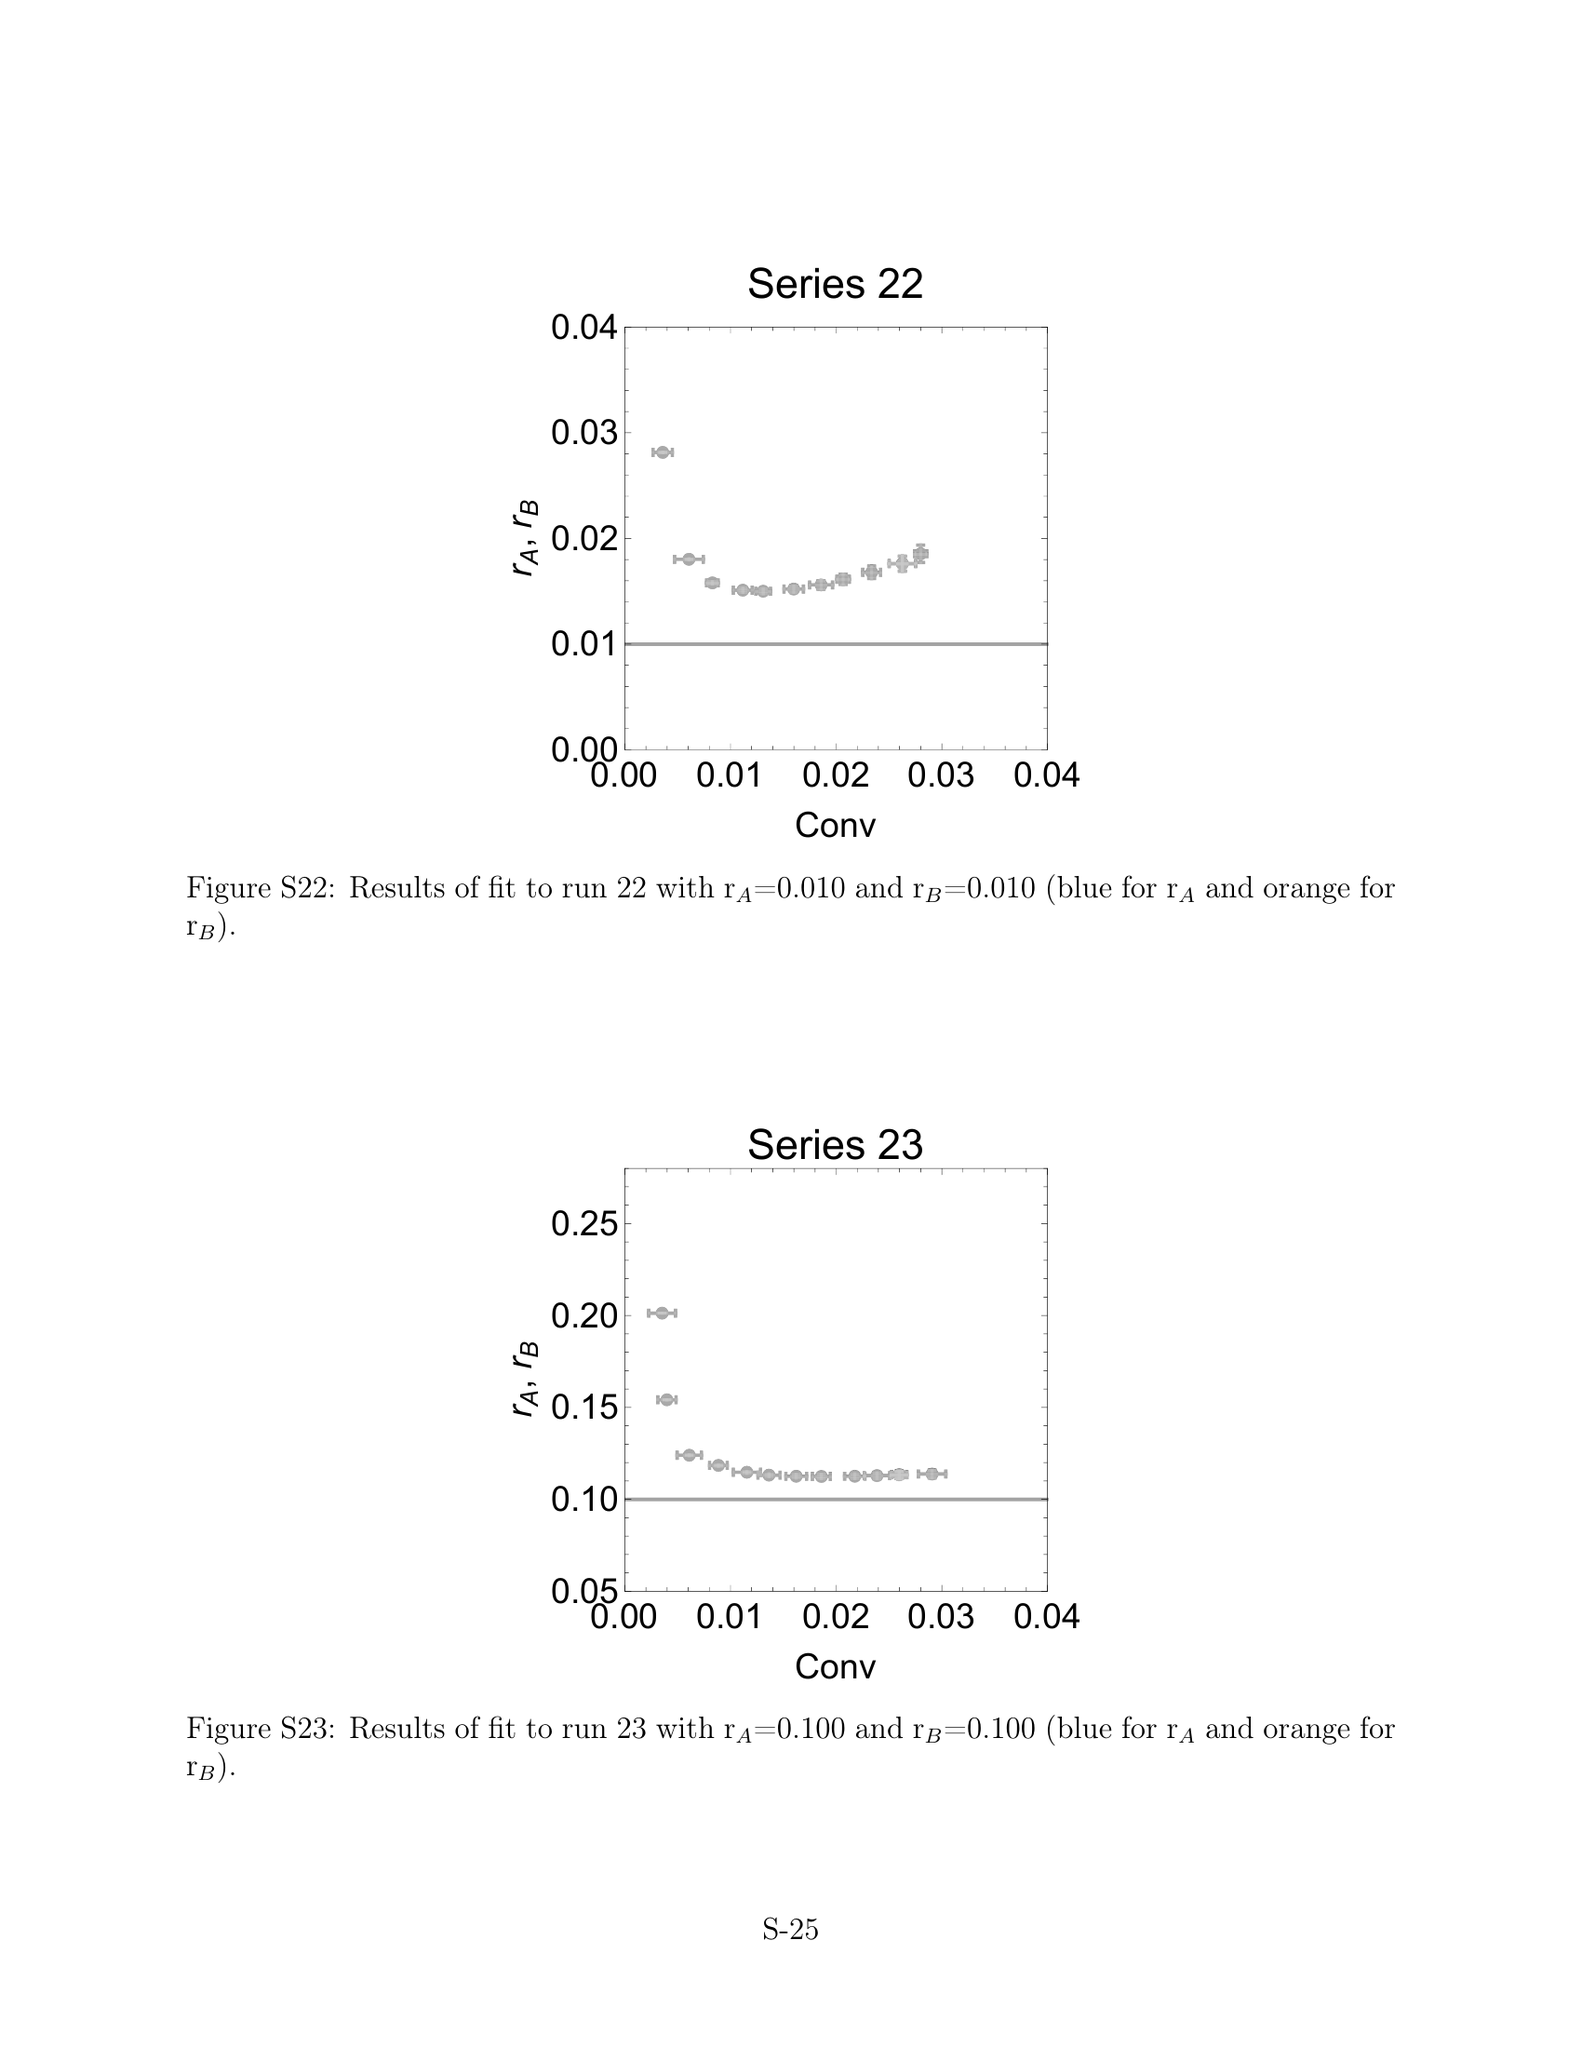 Series 22
0.04
0.03
0.02
0.01
0.00
r_A, r_B
0.00 0.01 0.02 0.03 0.04
Conv
Figure S22: Results of fit to run 22 with r_A=0.010 and r_B=0.010 (blue for r_A and orange for
r_B).
Series 23
0.25
0.20
0.15
0.10
0.05
r_A, r_B
0.00 0.01 0.02 0.03 0.04
Conv
Figure S23: Results of fit to run 23 with r_A=0.100 and r_B=0.100 (blue for r_A and orange for
r_B).
S-25